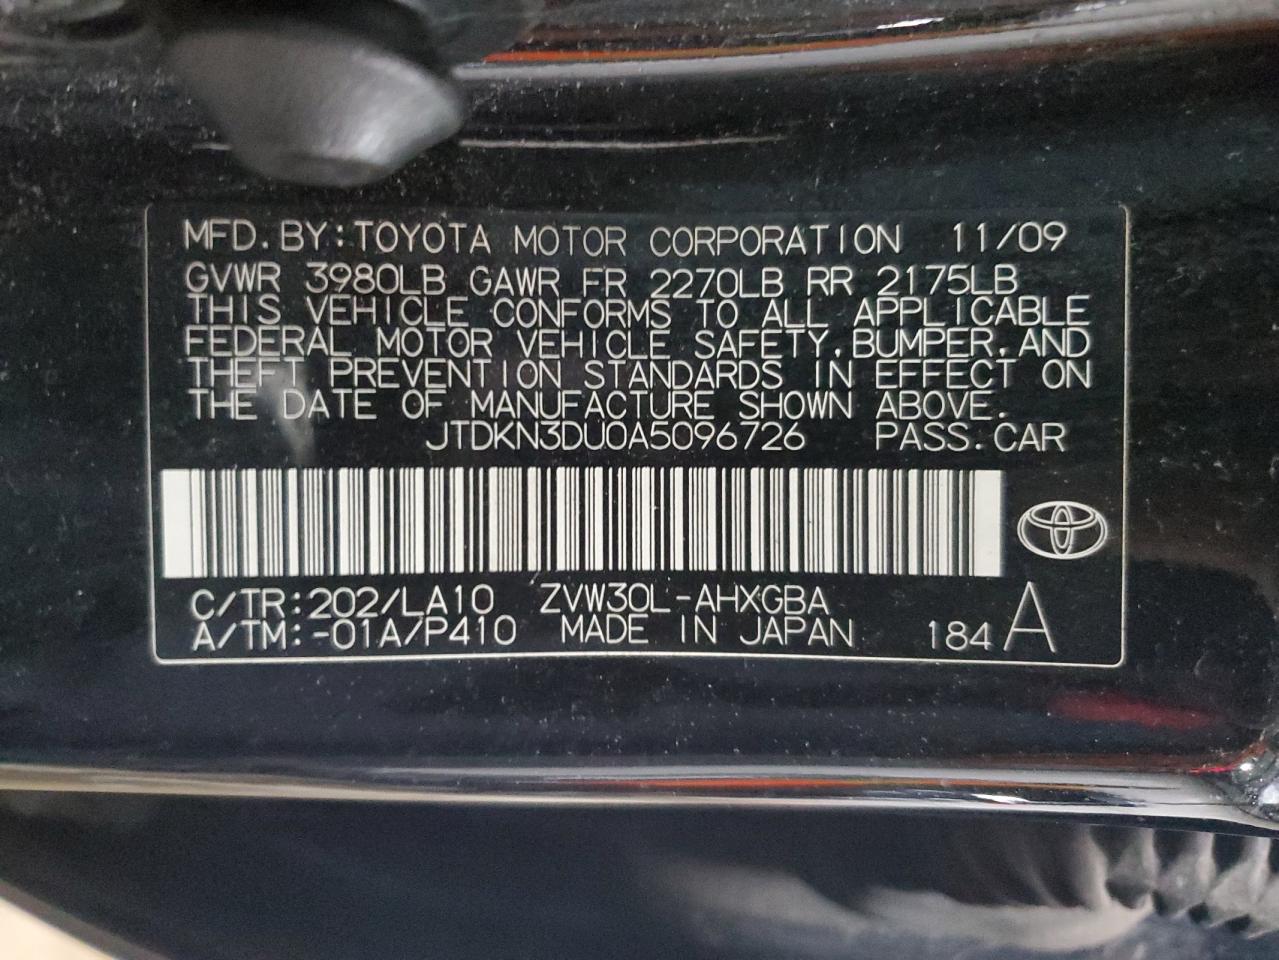 MFD.BY:TOYOTA MOTOR CORPORATION 11/09
GVWR 3980LB GAWR FR 2270LB RR 2175LB
THIS VEHICLE CONFORMS TO ALL APPLICABLE
FEDERAL MOTOR VEHICLE SAFETY,BUMPER,AND
THEFT PREVENTION STANDARDS IN EFFECT ON
THE DATE OF MANUFACTURE SHOWN ABOVE.
JTDKN3DU0A5096726 PASS.CAR
C/TR:202/LA10 ZVW30L-AHXGBA
A/TM:-01A/P410 MADE IN JAPAN 184 A